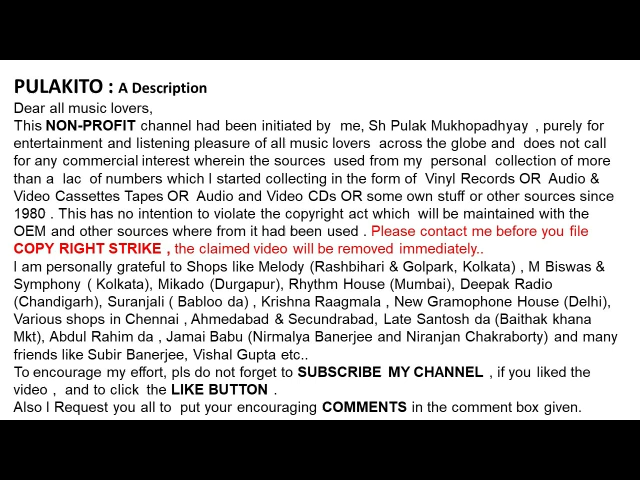 PULAKITO : A Description
Dear all music lovers,
This NON-PROFIT channel had been initiated by me, Sh Pulak Mukhopadhyay , purely for
entertainment and listening pleasure of all music lovers across the globe and does not call
for any commercial interest wherein the sources used from my personal collection of more
than a lac of numbers which I started collecting in the form of Vinyl Records OR Audio &
Video Cassettes Tapes OR Audio and Video CDs OR some own stuff or other sources since
1980 . This has no intention to violate the copyright act which will be maintained with the
OEM and other sources where from it had been used . Please contact me before you file
COPY RIGHT STRIKE , the claimed video will be removed immediately..
I am personally grateful to Shops like Melody (Rashbihari & Golpark, Kolkata) , M Biswas &
Symphony ( Kolkata), Mikado (Durgapur), Rhythm House (Mumbai), Deepak Radio
(Chandigarh), Suranjali ( Babloo da) , Krishna Raagmala , New Gramophone House (Delhi),
Various shops in Chennai , Ahmedabad & Secundrabad, Late Santosh da (Baithak khana
Mkt), Abdul Rahim da , Jamai Babu (Nirmalya Banerjee and Niranjan Chakraborty) and many
friends like Subir Banerjee, Vishal Gupta etc..
To encourage my effort, pls do not forget to SUBSCRIBE MY CHANNEL , if you liked the
video , and to click the LIKE BUTTON .
Also I Request you all to put your encouraging COMMENTS in the comment box given.